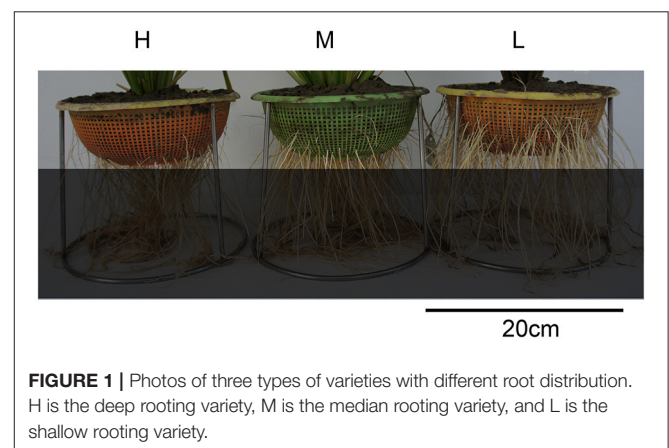 H M L
20cm
FIGURE 1 | Photos of three types of varieties with different root distribution.
H is the deep rooting variety, M is the median rooting variety, and L is the
shallow rooting variety.